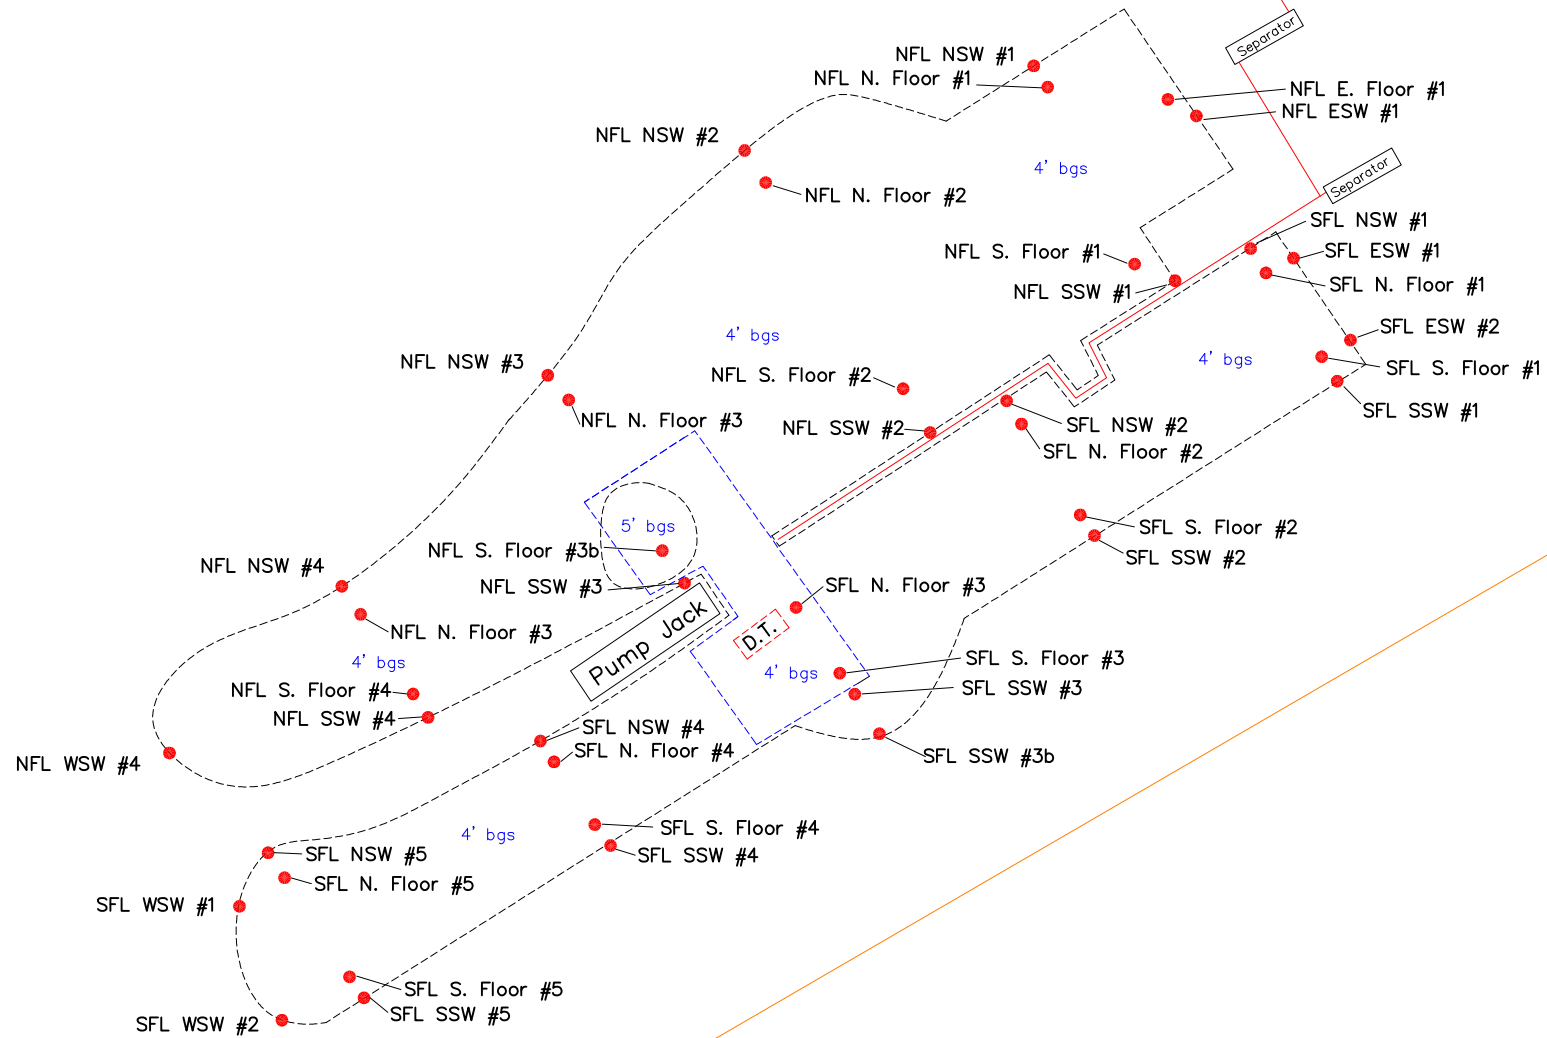 Separator
NFL NSW #1
NFL N. Floor #1
NFL E. Floor #1
NFL ESW #1
NFL NSW #2
4' bgs
Separator
NFL N. Floor #2
SFL NSW #1
NFL S. Floor #1
SFL ESW #1
SFL N. Floor #1
NFL SSW #1
SFL ESW #2
4' bgs
4' bgs
NFL NSW #3
SFL S. Floor #1
NFL S. Floor #2
SFL SSW #1
NFL N. Floor #3
NFL SSW #2
SFL NSW #2
SFL N. Floor #2
5' bgs
SFL S. Floor #2
NFL S. Floor #3b
SFL SSW #2
NFL NSW #4
NFL SSW #3
SFL N. Floor #3
NFL N. Floor #3
Pump Jack
D.T.
4' bgs
SFL S. Floor #3
4' bgs
NFL S. Floor #4
SFL SSW #3
NFL SSW #4
SFL NSW #4
SFL N. Floor #4
SFL SSW #3b
NFL WSW #4
4' bgs
SFL S. Floor #4
SFL NSW #5
SFL SSW #4
SFL N. Floor #5
SFL WSW #1
SFL S. Floor #5
SFL SSW #5
SFL WSW #2